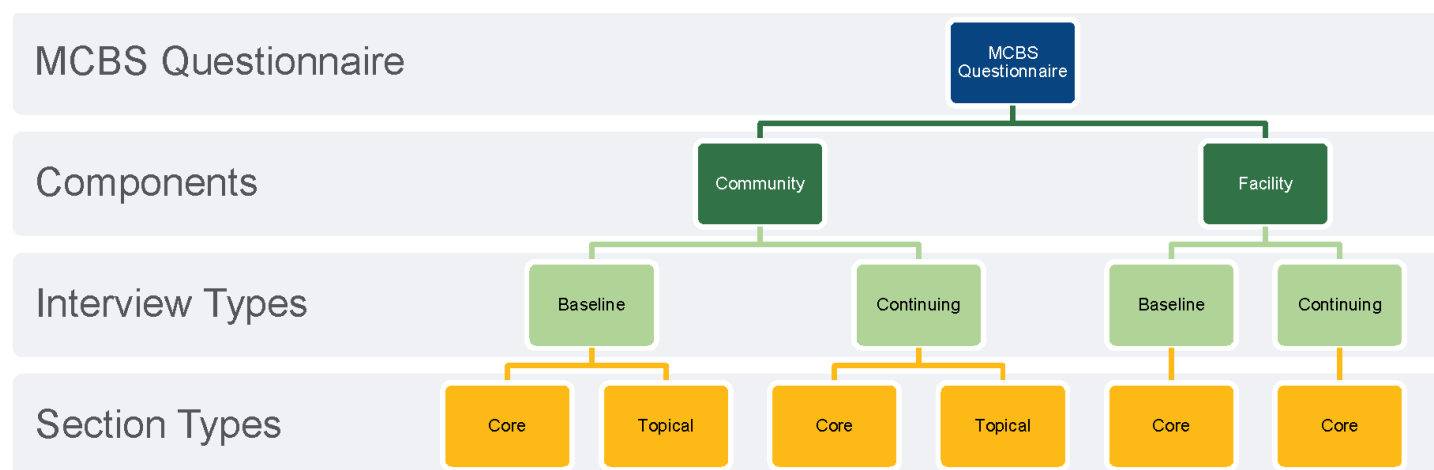 MCBS Questionnaire
MCBS
Questionnaire
Components
Community
Facility
Interview Types
Baseline
Continuing
Baseline
Continuing
Section Types
Core
Topical
Core
Topical
Core
Core